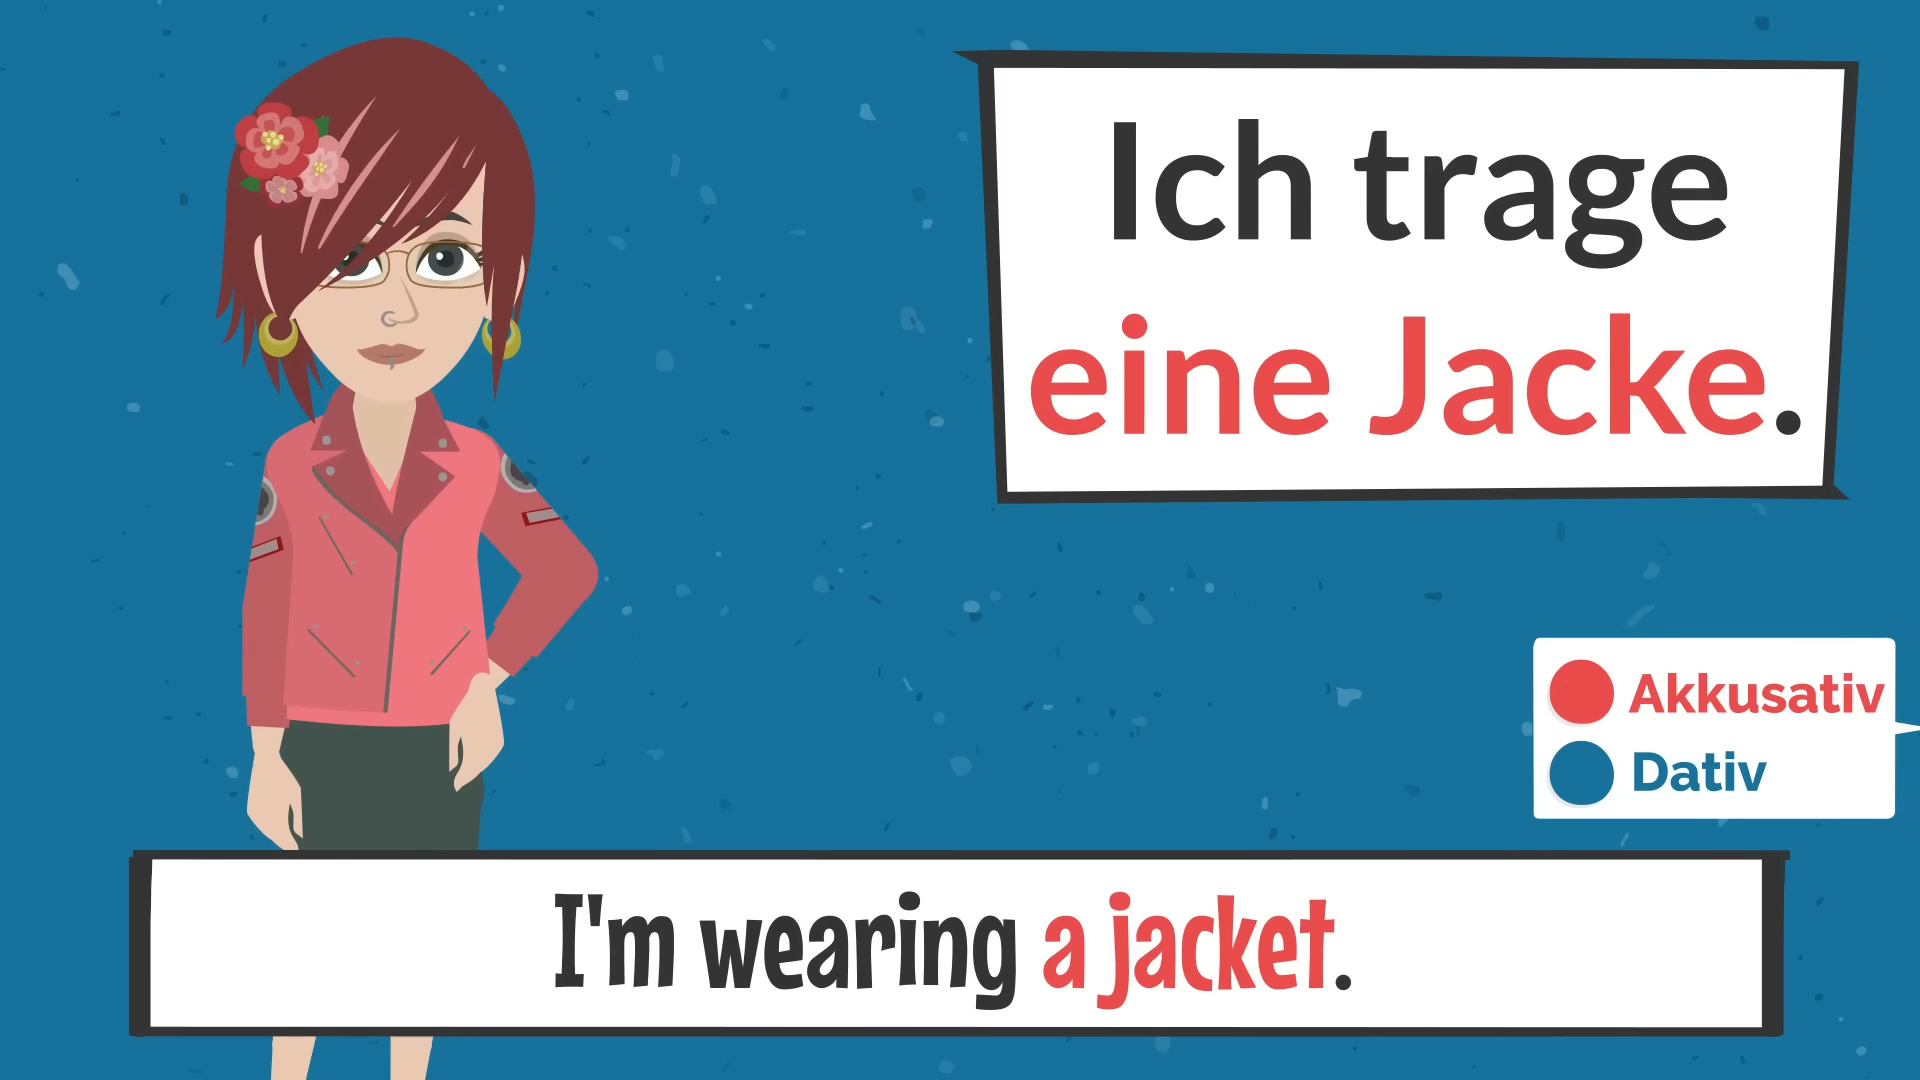 Ich trage
eine Jacke.
Akkusativ
Dativ
I'm wearing a jacket.